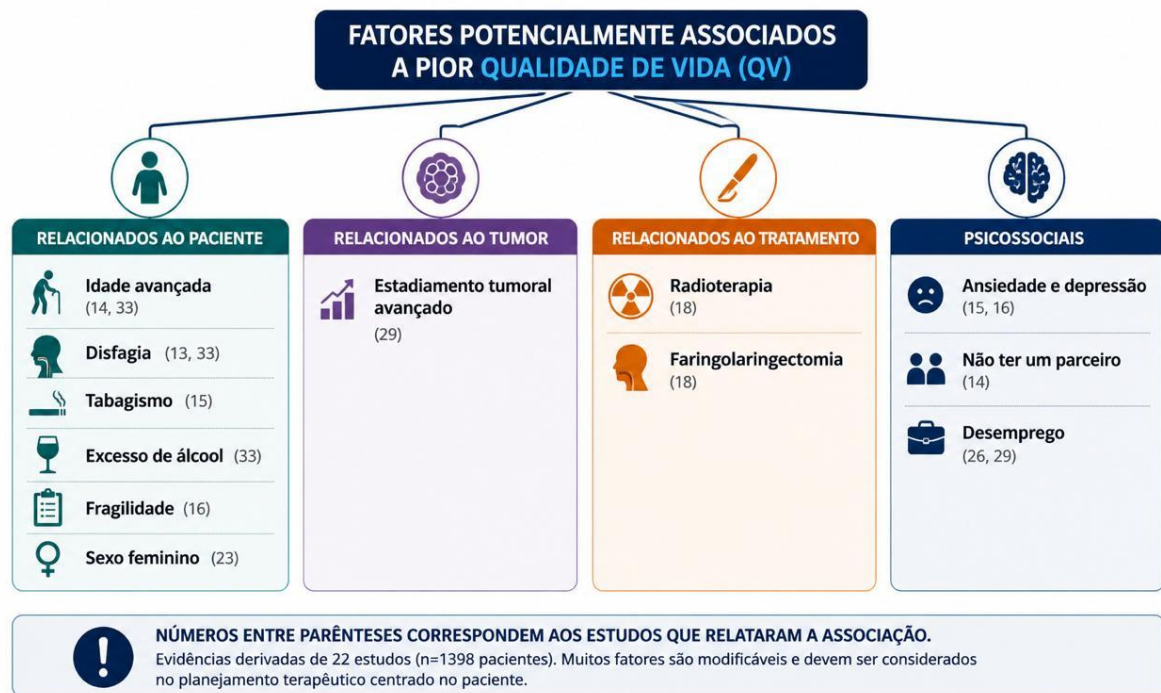 FATORES POTENCIALMENTE ASSOCIADOS
A PIOR QUALIDADE DE VIDA (QV)
RELACIONADOS AO PACIENTE
Idade avançada
(14, 33)
Disfagia (13, 33)
Tabagismo (15)
Excesso de álcool (33)
Fragilidade (16)
Sexo feminino (23)
RELACIONADOS AO TUMOR
Estadiamento tumoral
avançado
(29)
RELACIONADOS AO TRATAMENTO
Radioterapia
(18)
Faringolaringectomia
(18)
PSICOSSOCIAIS
Ansiedade e depressão
(15, 16)
Não ter um parceiro
(14)
Desemprego
(26, 29)
NÚMEROS ENTRE PARÊNTESES CORRESPONDEM AOS ESTUDOS QUE RELATARAM A ASSOCIAÇÃO.
Evidências derivadas de 22 estudos (n=1398 pacientes). Muitos fatores são modificáveis e devem ser considerados
no planejamento terapêutico centrado no paciente.